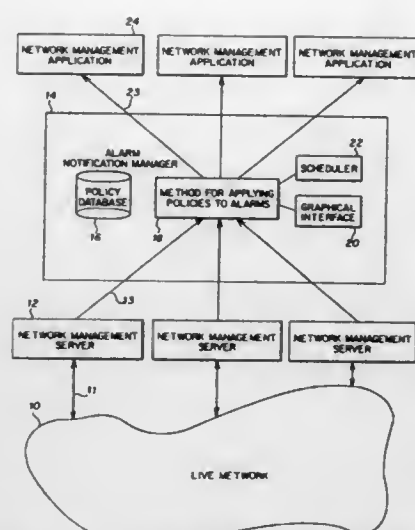 24
NETWORK MANAGEMENT APPLICATION
NETWORK MANAGEMENT APPLICATION
NETWORK MANAGEMENT APPLICATION
14
23
22
ALARM NOTIFICATION MANAGER
SCHEDULER
POLICY DATABASE
METHOD FOR APPLYING POLICIES TO ALARMS
GRAPHICAL INTERFACE
16
18
20
12
33
NETWORK MANAGEMENT SERVER
NETWORK MANAGEMENT SERVER
NETWORK MANAGEMENT SERVER
10
11
LIVE NETWORK